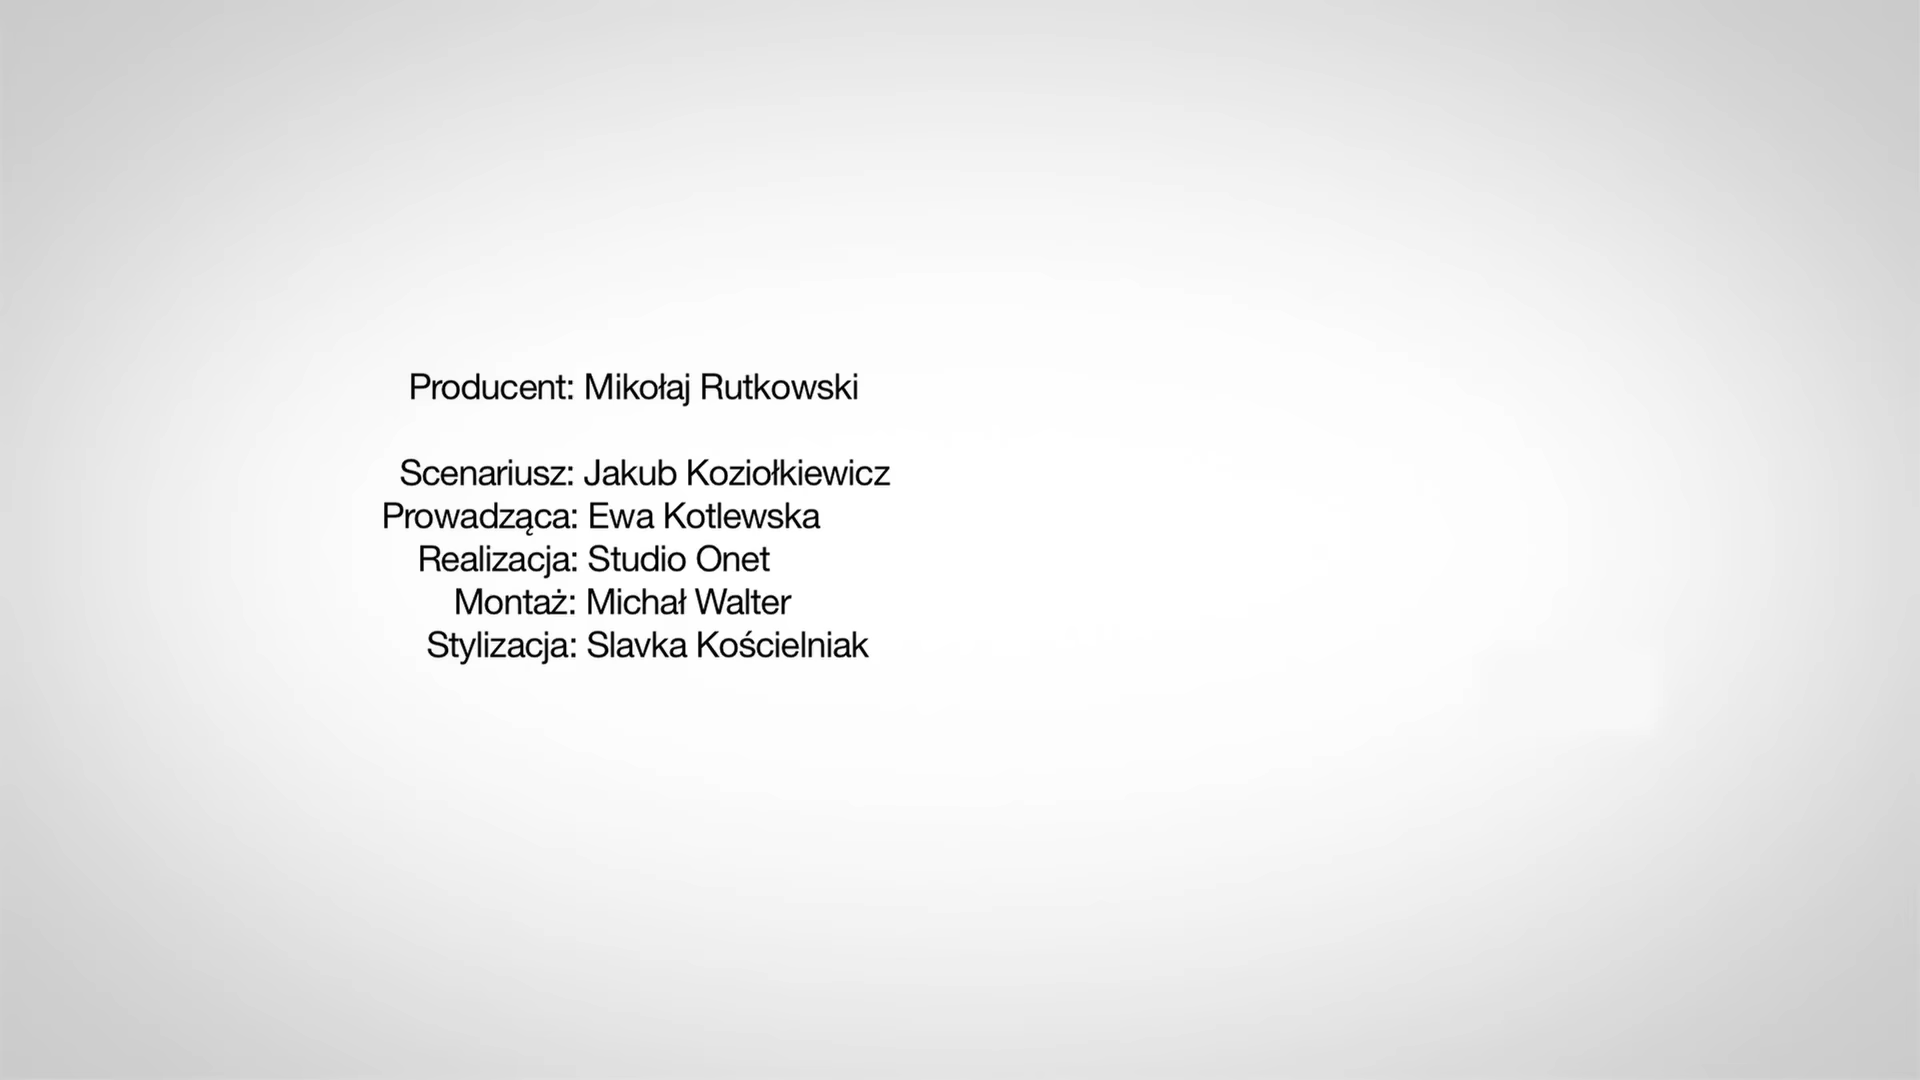 Producent: Mikołaj Rutkowski
Scenariusz: Jakub Koziołkiewicz
Prowadząca: Ewa Kotlewska
Realizacja: Studio Onet
Montaż: Michał Walter
Stylizacja: Slavka Kościelniak